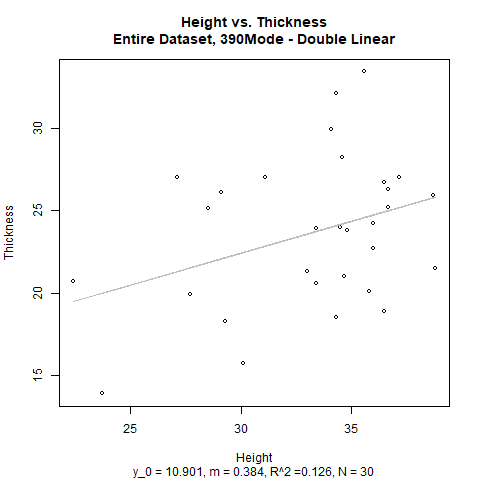 Height vs. Thickness
Entire Dataset, 390Mode - Double Linear
Thickness
30
25
20
15
25 30 35
Height
y_0 = 10.901, m = 0.384, R^2 =0.126, N = 30